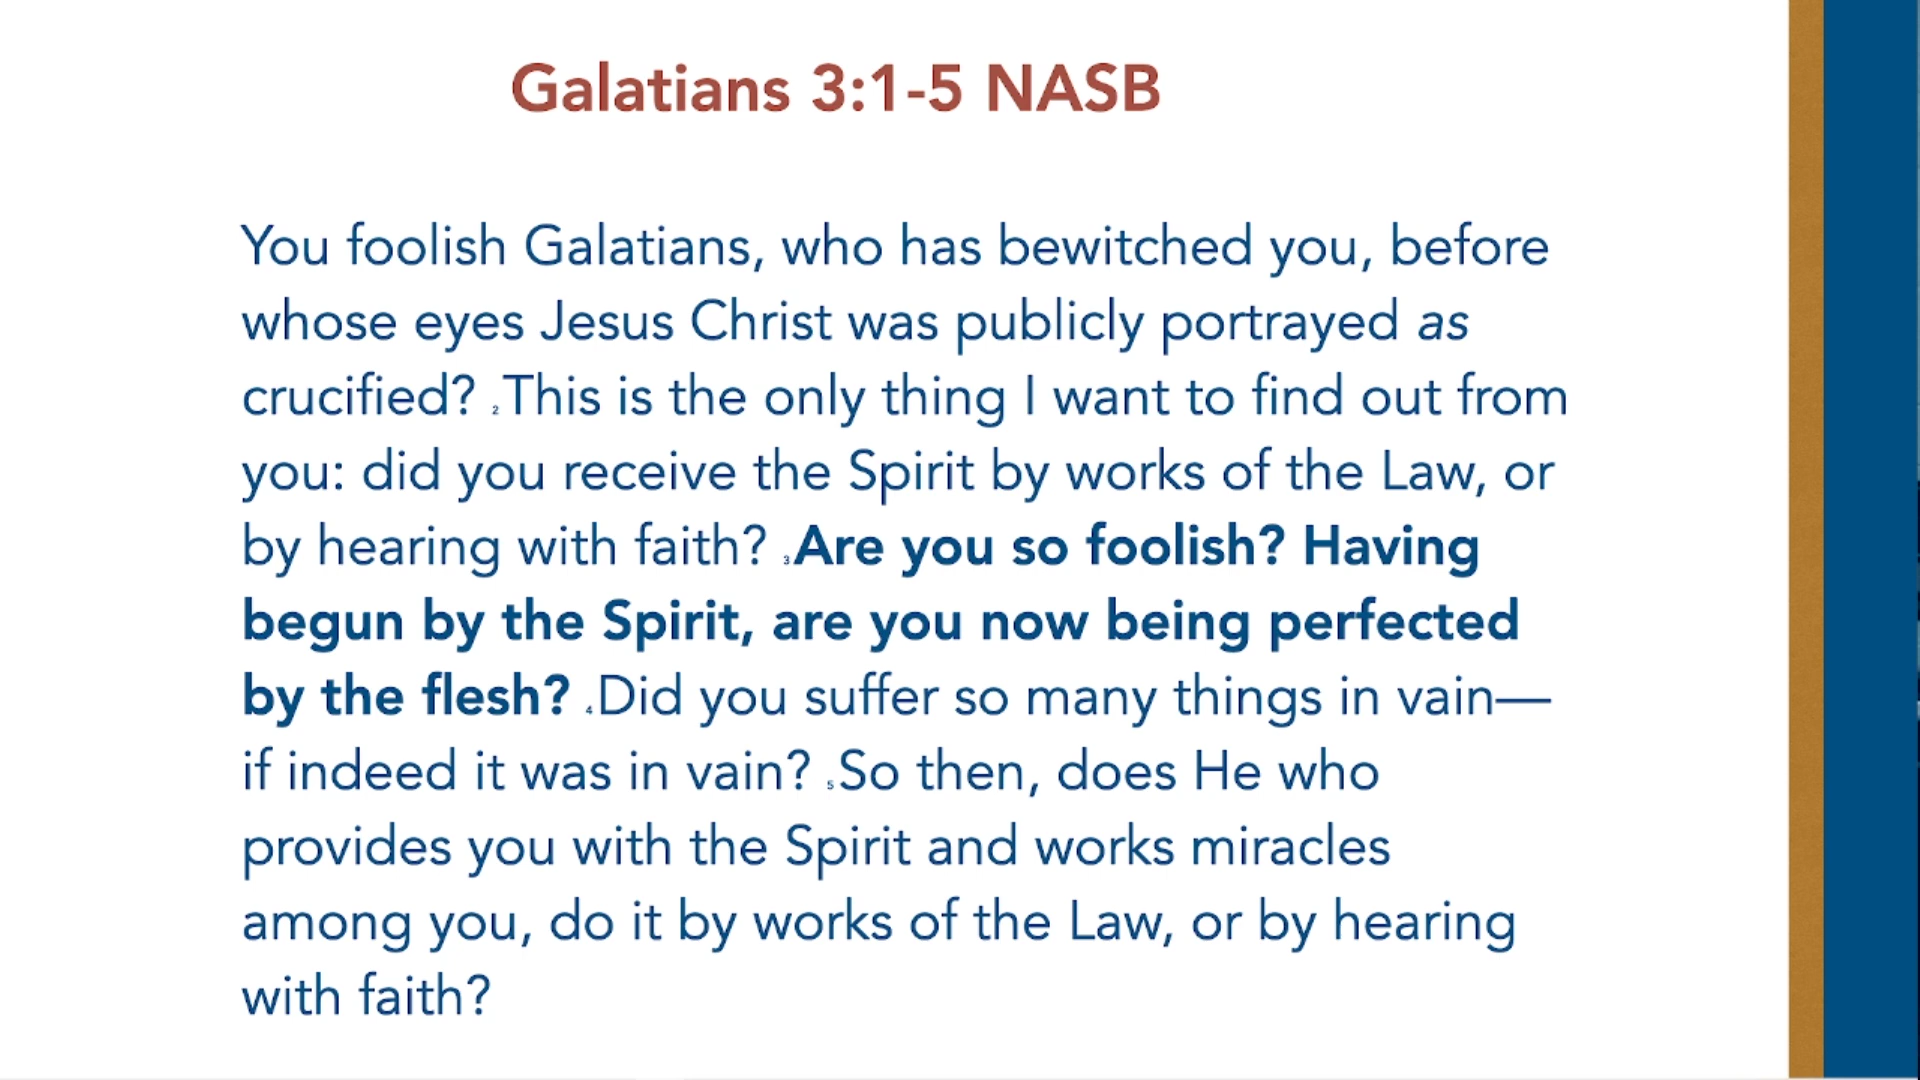 Galatians 3:1-5 NASB
You foolish Galatians, who has bewitched you, before
whose eyes Jesus Christ was publicly portrayed as
crucified? 2 This is the only thing I want to find out from
you: did you receive the Spirit by works of the Law, or
by hearing with faith? 3 Are you so foolish? Having
begun by the Spirit, are you now being perfected
by the flesh? 4 Did you suffer so many things in vain—
if indeed it was in vain? 5 So then, does He who
provides you with the Spirit and works miracles
among you, do it by works of the Law, or by hearing
with faith?